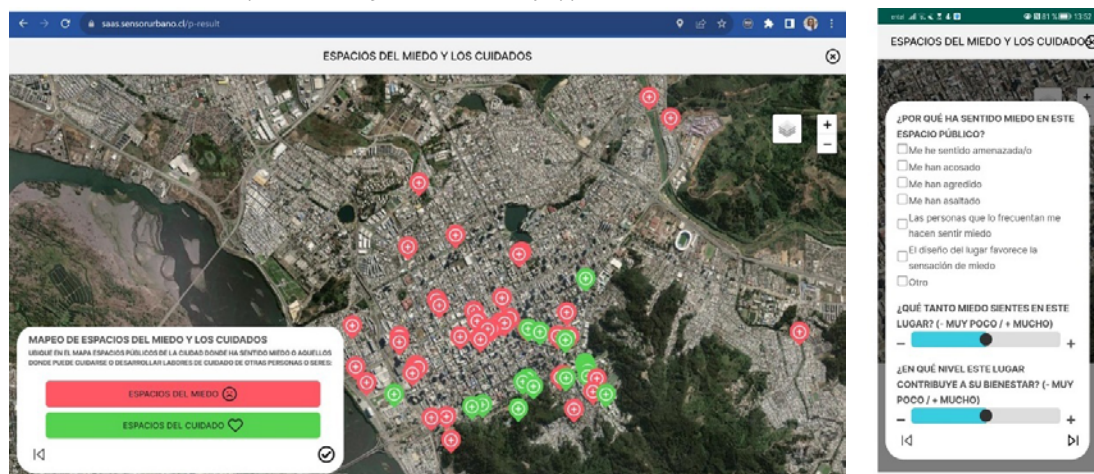 saas.sensorurbano.cl/p-result
ESPACIOS DEL MIEDO Y LOS CUIDADOS
+
−
MAPEO DE ESPACIOS DEL MIEDO Y LOS CUIDADOS
UBIQUE EN EL MAPA ESPACIOS PÚBLICOS DE LA CIUDAD DONDE HA SENTIDO MIEDO O AQUELLOS
DONDE PUEDE CUIDARSE O DESARROLLAR LABORES DE CUIDADO DE OTRAS PERSONAS O SERES:
ESPACIOS DEL MIEDO
ESPACIOS DEL CUIDADO
81 % 13:52
ESPACIOS DEL MIEDO Y LOS CUIDADOS
+
¿POR QUÉ HA SENTIDO MIEDO EN ESTE
ESPACIO PÚBLICO?
Me he sentido amenazada/o
Me han acosado
Me han agredido
Me han asaltado
Las personas que lo frecuentan me
hacen sentir miedo
El diseño del lugar favorece la
sensación de miedo
Otro
¿QUÉ TANTO MIEDO SIENTES EN ESTE
LUGAR? (- MUY POCO / + MUCHO)
− +
¿EN QUÉ NIVEL ESTE LUGAR
CONTRIBUYE A SU BIENESTAR? (- MUY
POCO / + MUCHO)
− +